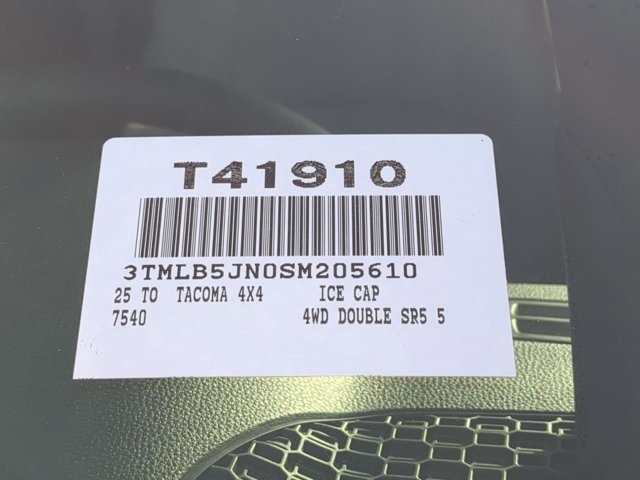 T41910
3TMLB5JN0SM205610
25 TO TACOMA 4X4 ICE CAP
7540 4WD DOUBLE SR5 5